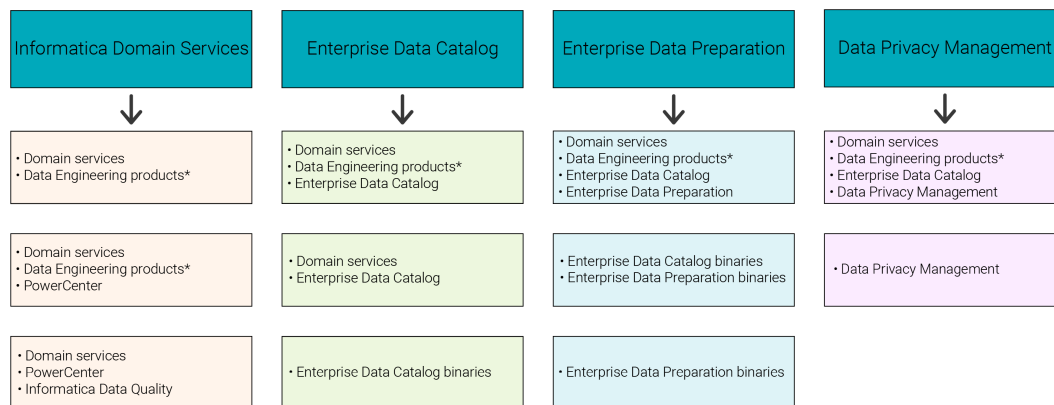 Informatica Domain Services
Enterprise Data Catalog
Enterprise Data Preparation
Data Privacy Management
• Domain services
• Data Engineering products*
• Domain services
• Data Engineering products*
• Enterprise Data Catalog
• Domain services
• Data Engineering products*
• Enterprise Data Catalog
• Enterprise Data Preparation
• Domain services
• Data Engineering products*
• Enterprise Data Catalog
• Data Privacy Management
• Domain services
• Data Engineering products*
• PowerCenter
• Domain services
• Enterprise Data Catalog
• Enterprise Data Catalog binaries
• Enterprise Data Preparation binaries
• Data Privacy Management
• Domain services
• PowerCenter
• Informatica Data Quality
• Enterprise Data Catalog binaries
• Enterprise Data Preparation binaries